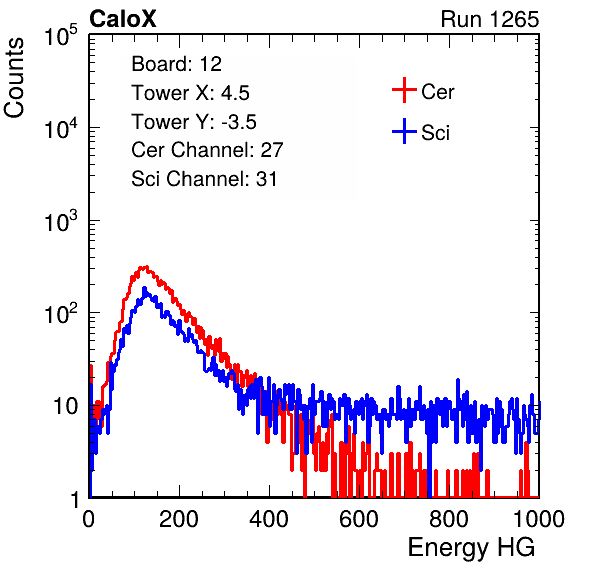 CaloX Run 1265
Counts
10^5
10^4
10^3
10^2
10
1
Board: 12
Tower X: 4.5
Tower Y: -3.5
Cer Channel: 27
Sci Channel: 31
Cer
Sci
0 200 400 600 800 1000
Energy HG